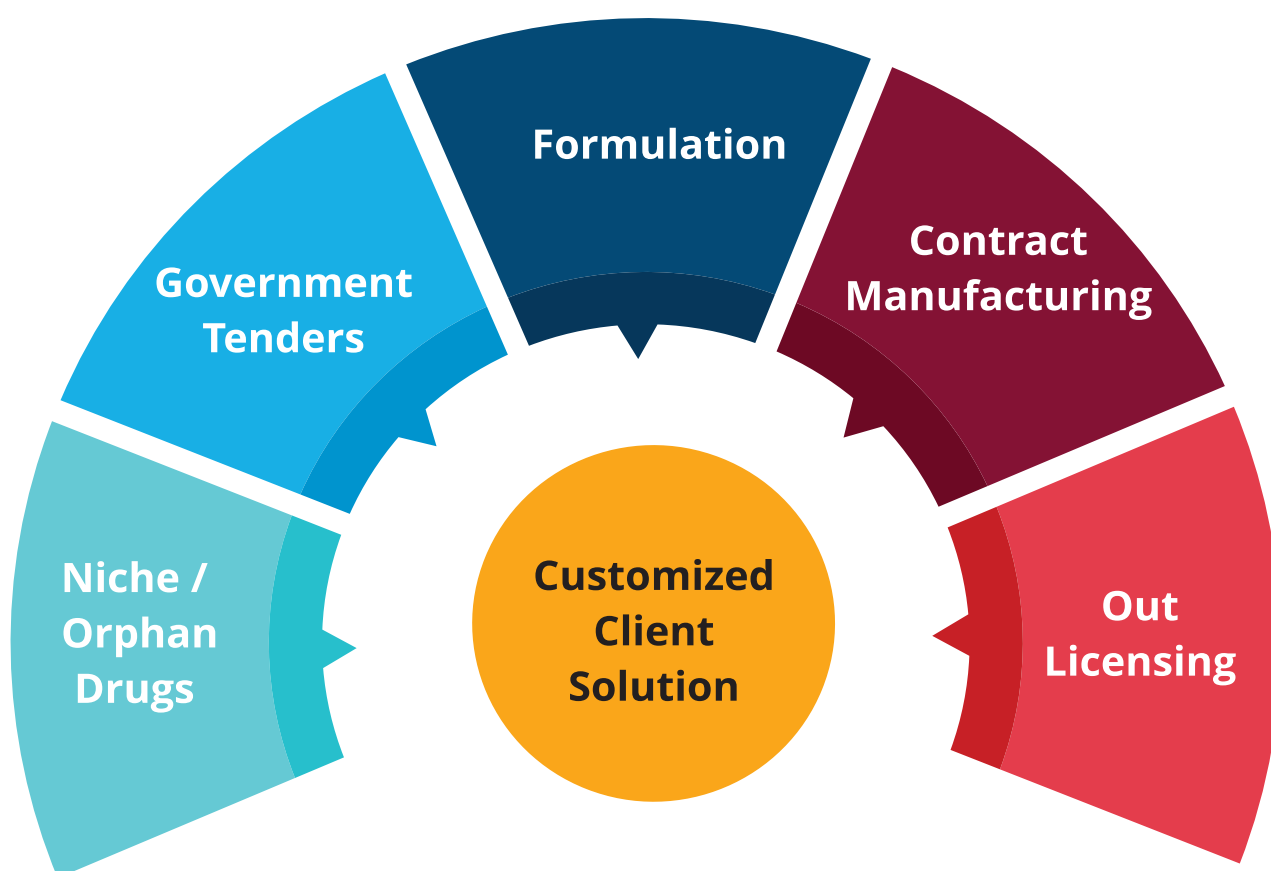 Formulation
Contract
Manufacturing
Government
Tenders
Niche /
Orphan
Drugs
Customized
Client
Solution
Out
Licensing